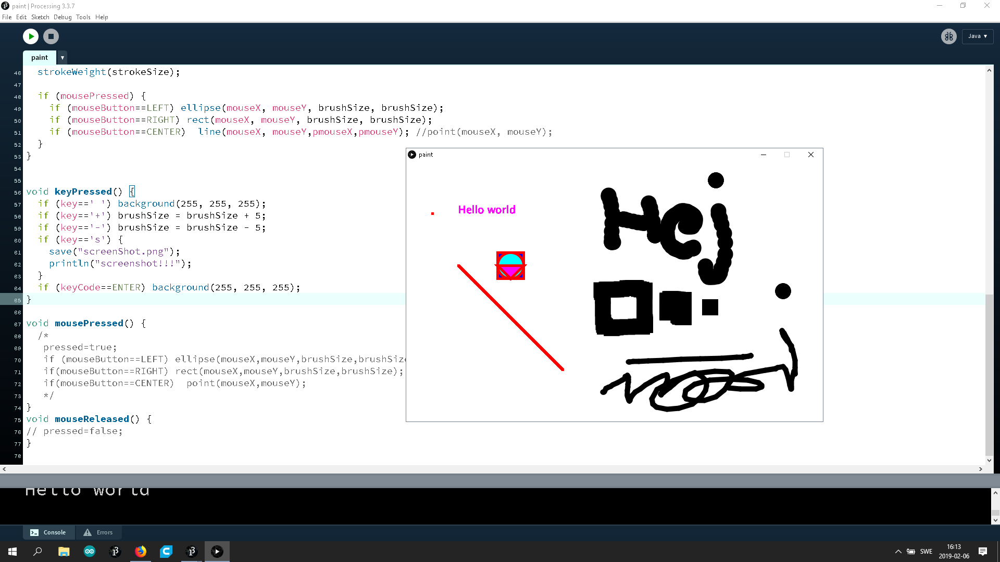 paint | Processing 3.3.7
File Edit Sketch Debug Tools Help
Java ▾
paint ▾
46 strokeWeight(strokeSize);
47
48 if (mousePressed) {
49 if (mouseButton==LEFT) ellipse(mouseX, mouseY, brushSize, brushSize);
50 if (mouseButton==RIGHT) rect(mouseX, mouseY, brushSize, brushSize);
51 if (mouseButton==CENTER)  line(mouseX, mouseY,pmouseX,pmouseY); //point(mouseX, mouseY);
52 }
53 }
54
55
56 void keyPressed() {
57 if (key==' ') background(255, 255, 255);
58 if (key=='+') brushSize = brushSize + 5;
59 if (key=='-') brushSize = brushSize - 5;
60 if (key=='s') {
61 save("screenShot.png");
62 println("screenshot!!!");
63 }
64 if (keyCode==ENTER) background(255, 255, 255);
65 }
66
67 void mousePressed() {
68 /*
69 pressed=true;
70 if (mouseButton==LEFT) ellipse(mouseX,mouseY,brushSize,brushSize
71 if(mouseButton==RIGHT) rect(mouseX,mouseY,brushSize,brushSize);
72 if(mouseButton==CENTER)  point(mouseX,mouseY);
73 */
74 }
75 void mouseReleased() {
76 // pressed=false;
77 }
78
paint
Hello world
Hej
Hello world
Console Errors
SWE
16:13
2019-02-06